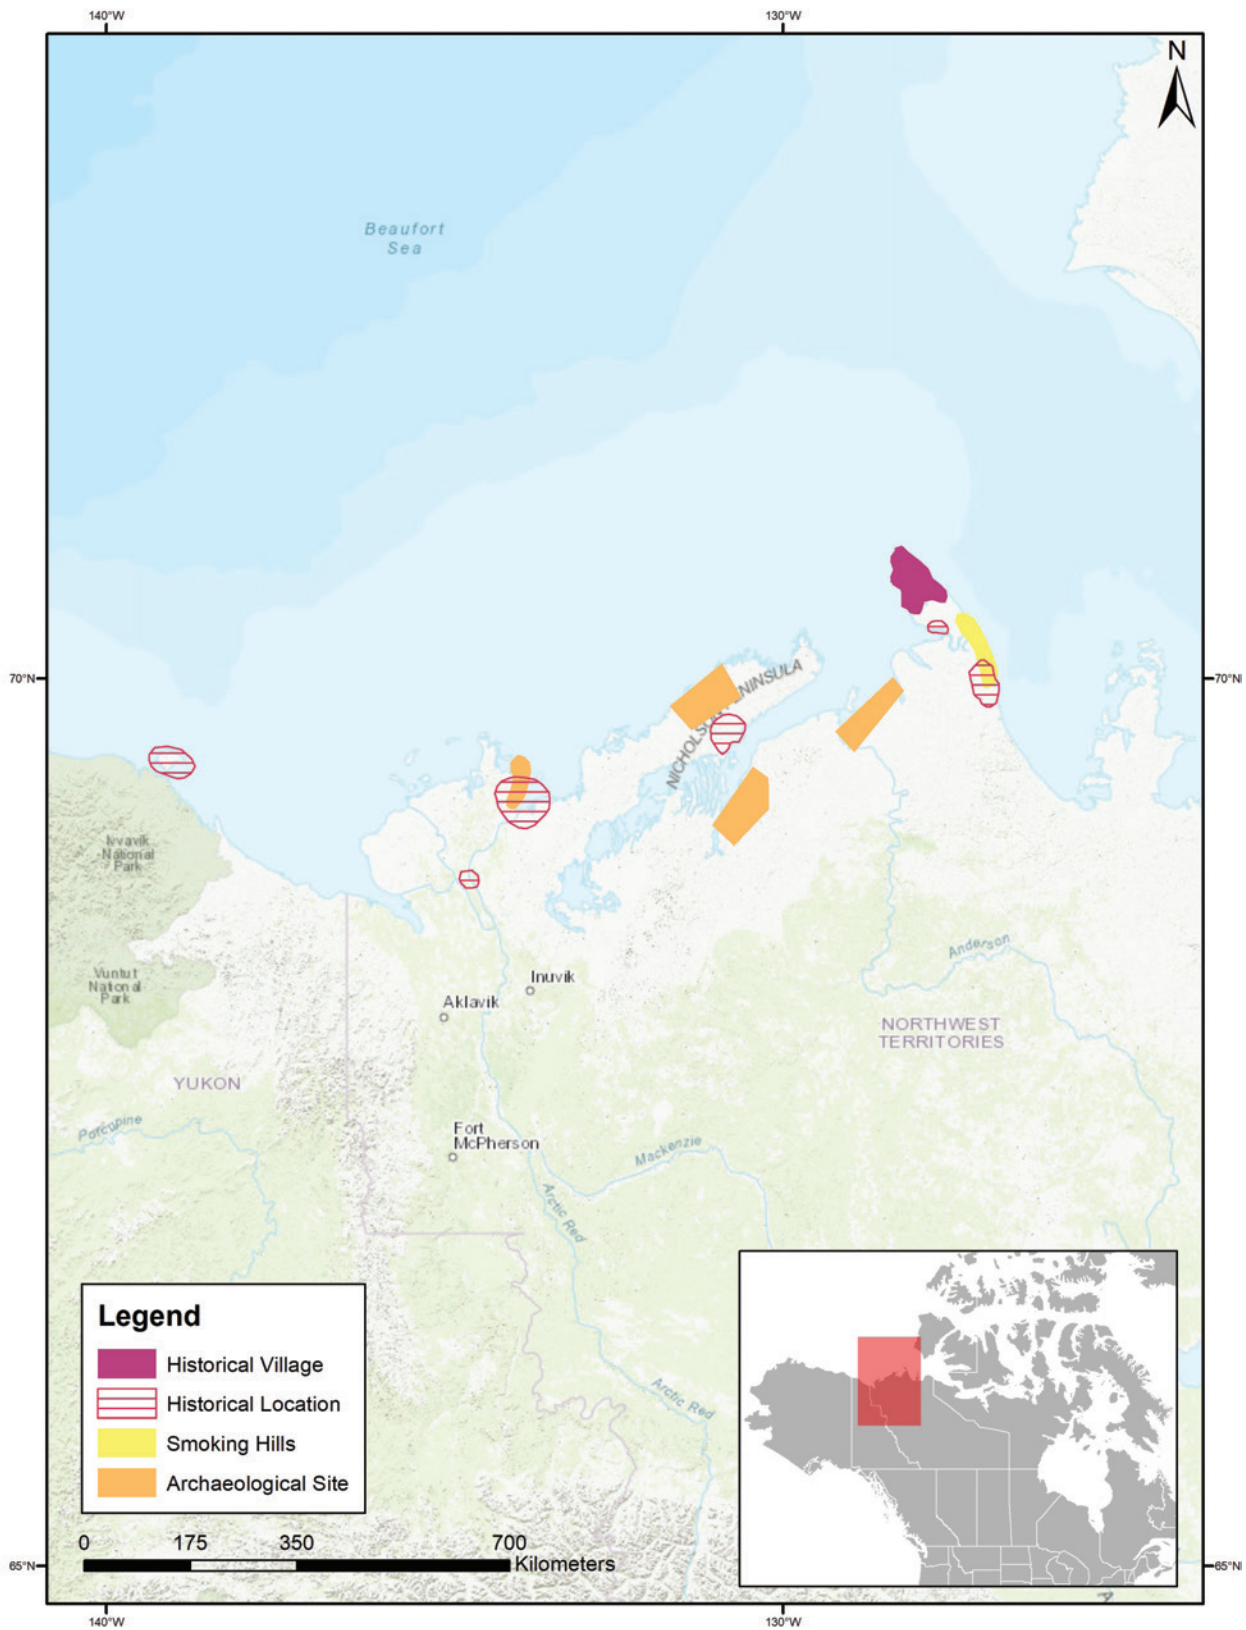 140°W
130°W
N
Beaufort
Sea
70°N
70°N
NICHOLSON PENINSULA
Ivvavik
National
Park
Vuntut
National
Park
Inuvik
Aklavik
Anderson
NORTHWEST
TERRITORIES
YUKON
Porcupine
Fort
McPherson
Mackenzie
Arctic Red
Arctic Red
Legend
Historical Village
Historical Location
Smoking Hills
Archaeological Site
0 175 350 700
Kilometers
65°N
65°N
140°W
130°W